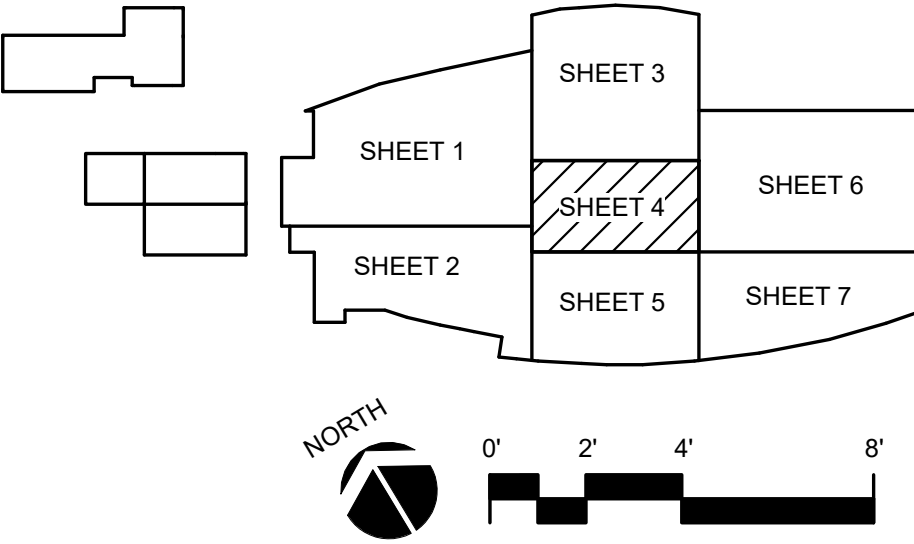 SHEET 3
SHEET 1
SHEET 6
SHEET 4
SHEET 2
SHEET 7
SHEET 5
NORTH
0' 2' 4' 8'